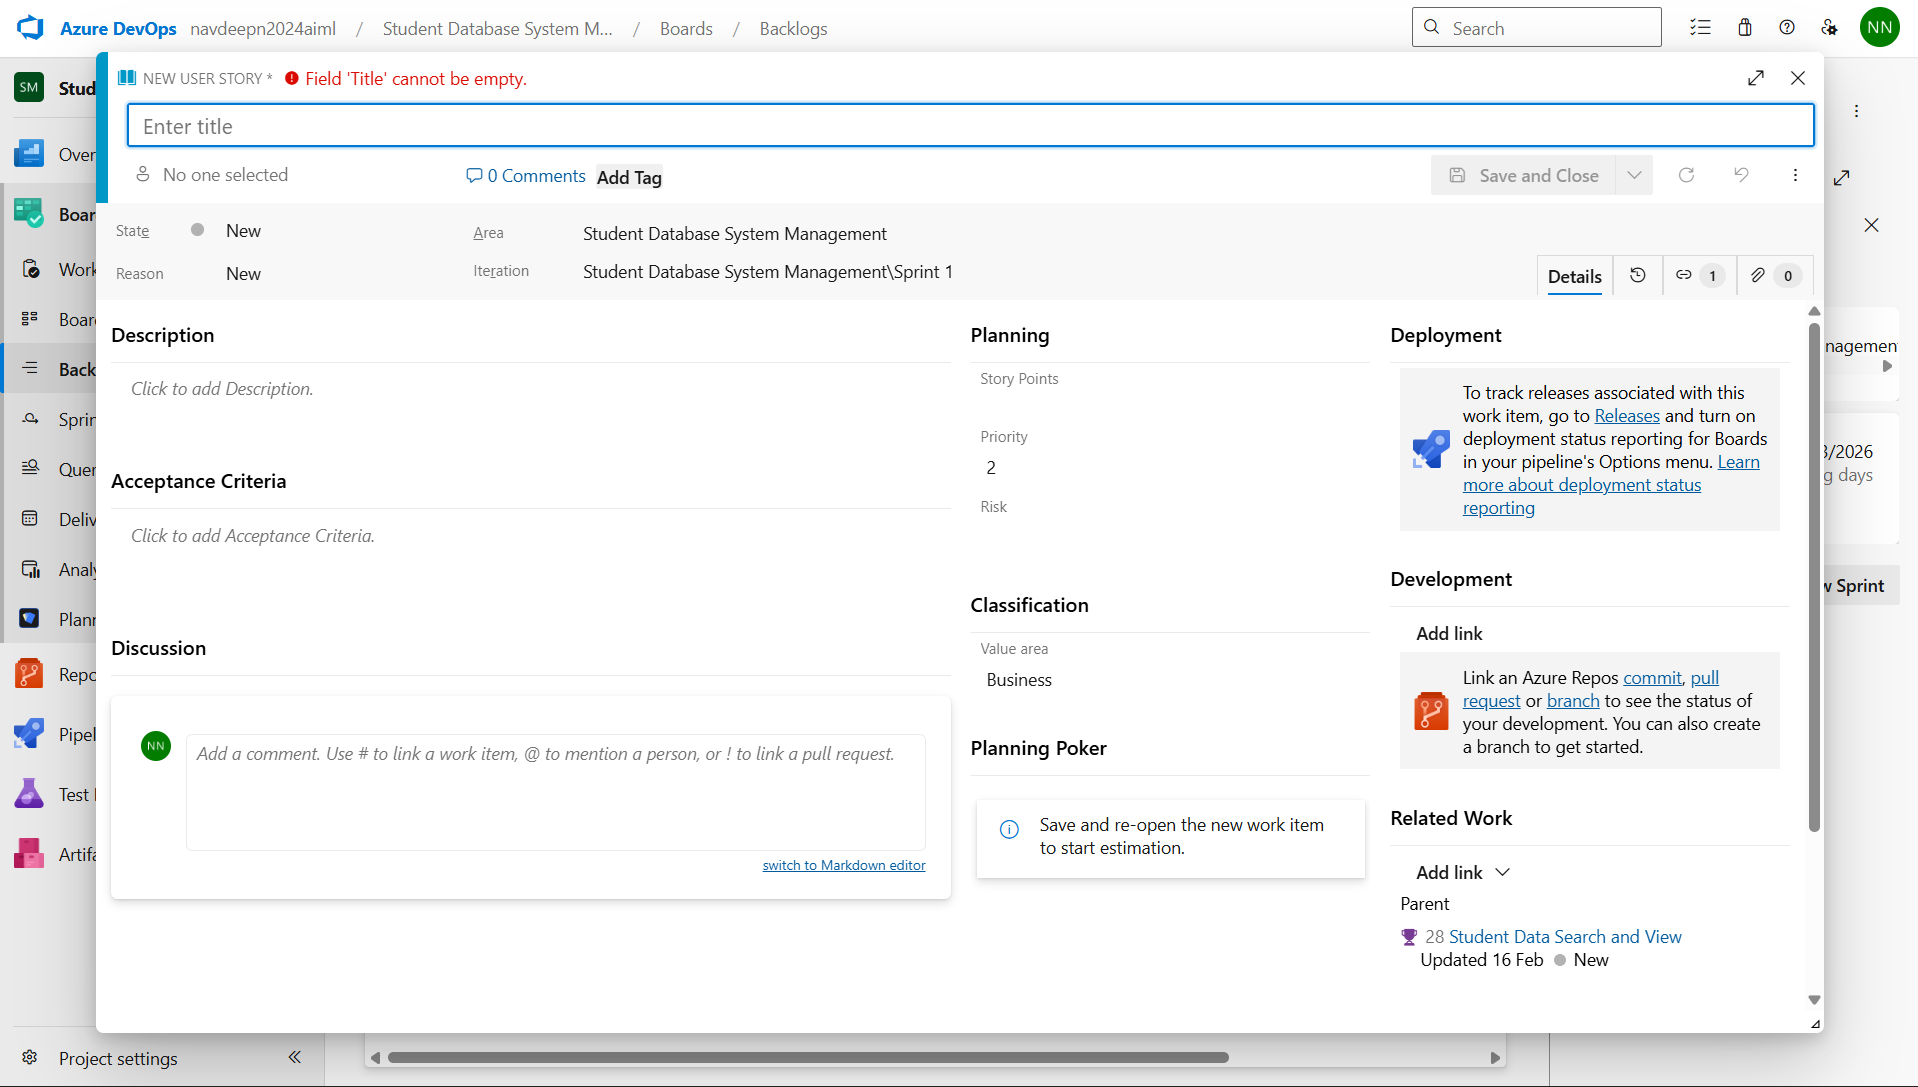 Azure DevOps navdeepn2024aiml / Student Database System M... / Boards / Backlogs
Search
NN
SM Stud
NEW USER STORY * Field 'Title' cannot be empty.
Enter title
No one selected
0 Comments Add Tag
Save and Close
State New
Reason New
Area Student Database System Management
Iteration Student Database System Management\Sprint 1
Details
1
0
Over
Boar
Work
Boar
Back
Sprin
Quer
Deliv
Analy
Plann
Repo
Pipel
Test
Artifa
Project settings
Description
Click to add Description.
Acceptance Criteria
Click to add Acceptance Criteria.
Discussion
NN
Add a comment. Use # to link a work item, @ to mention a person, or ! to link a pull request.
switch to Markdown editor
Planning
Story Points
Priority
2
Risk
Classification
Value area
Business
Planning Poker
Save and re-open the new work item
to start estimation.
Deployment
To track releases associated with this
work item, go to Releases and turn on
deployment status reporting for Boards
in your pipeline's Options menu. Learn
more about deployment status
reporting
Development
Add link
Link an Azure Repos commit, pull
request or branch to see the status of
your development. You can also create
a branch to get started.
Related Work
Add link
Parent
28 Student Data Search and View
Updated 16 Feb New
nagemen
3/2026
g days
w Sprint